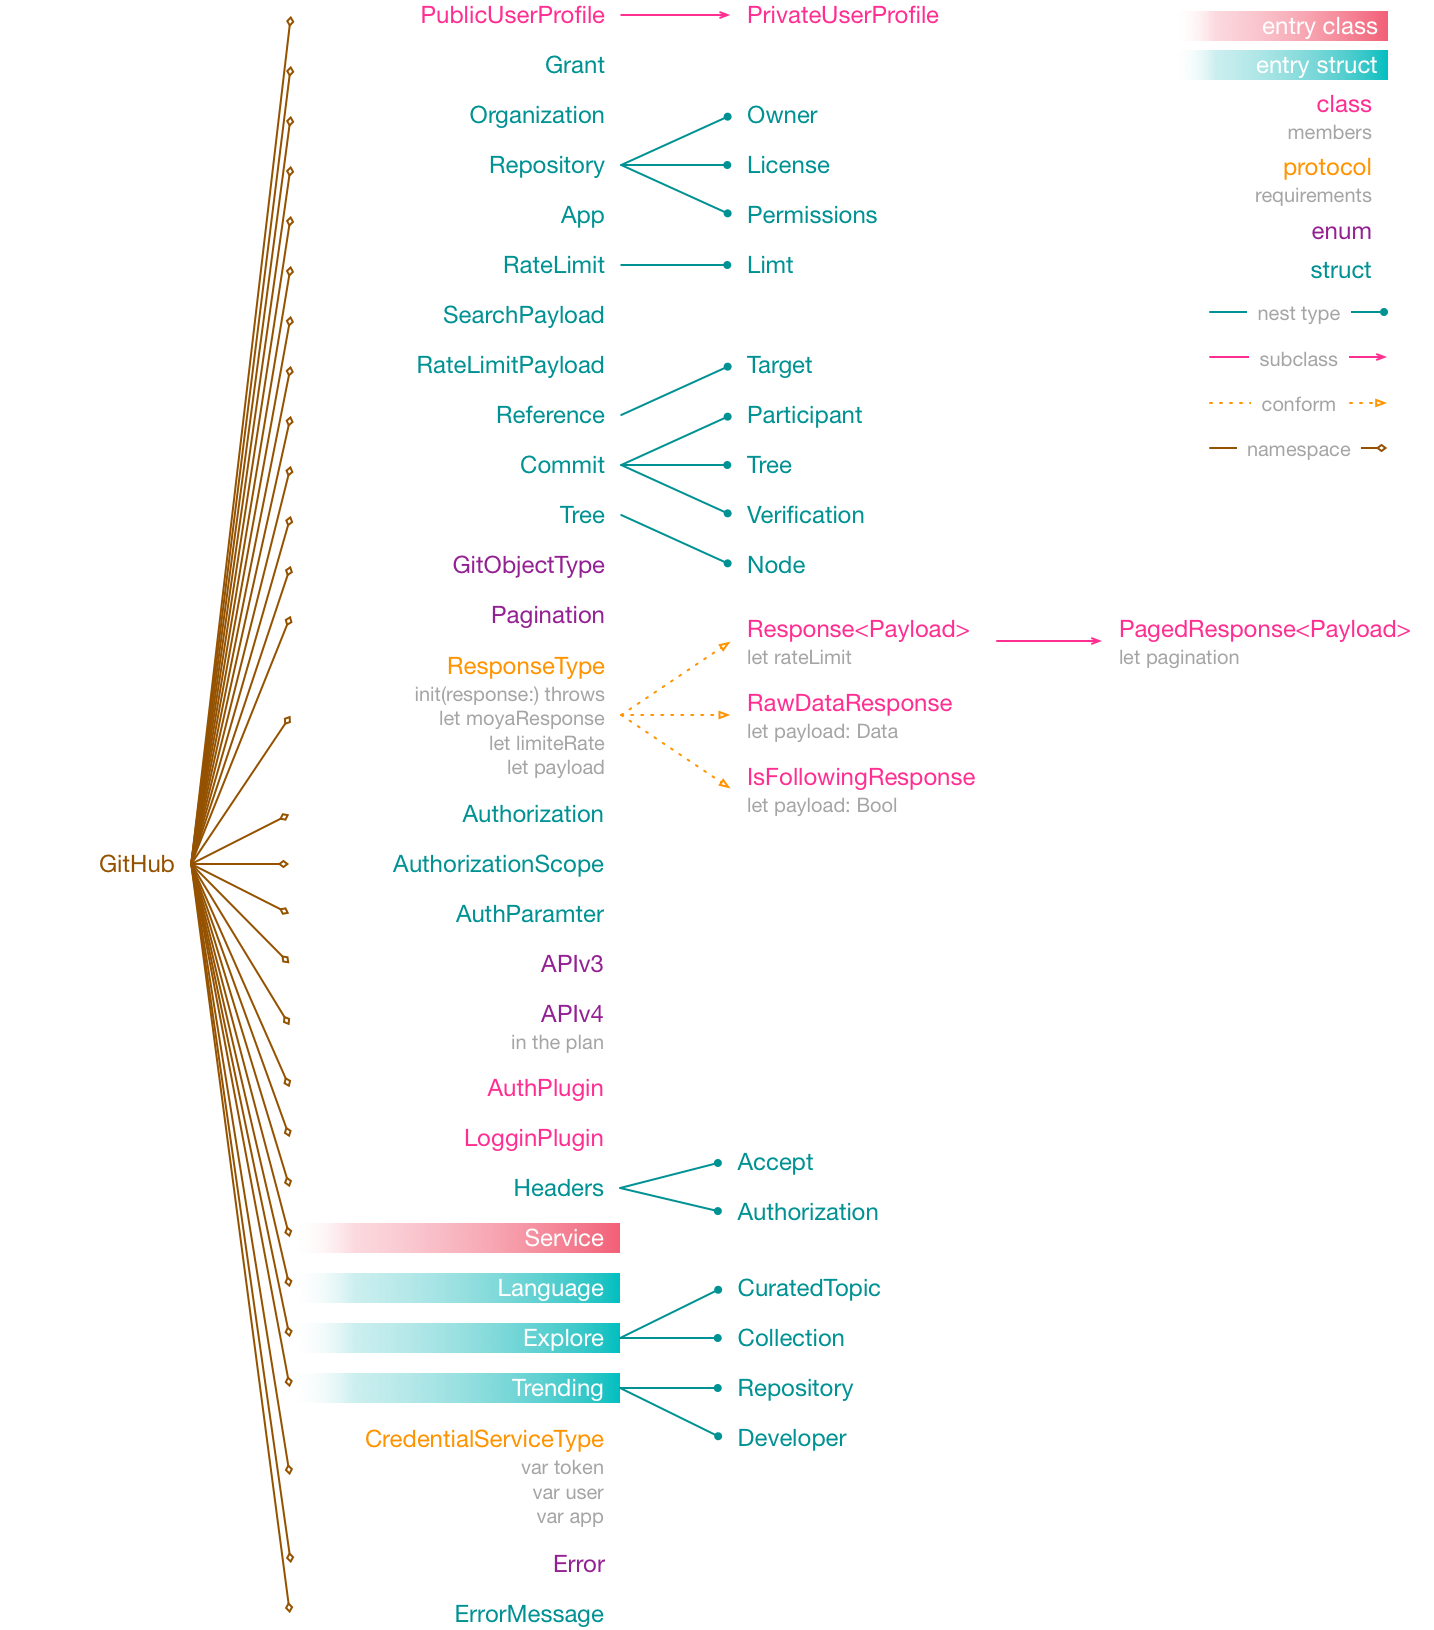 PublicUserProfile
PrivateUserProfile
Grant
Organization
Owner
Repository
License
App
Permissions
RateLimit
Limt
SearchPayload
RateLimitPayload
Target
Reference
Participant
Commit
Tree
Tree
Verification
GitObjectType
Node
Pagination
ResponseType
init(response:) throws
let moyaResponse
let limiteRate
let payload
Response<Payload>
let rateLimit
PagedResponse<Payload>
let pagination
RawDataResponse
let payload: Data
IsFollowingResponse
let payload: Bool
Authorization
GitHub
AuthorizationScope
AuthParamter
APIv3
APIv4
in the plan
AuthPlugin
LogginPlugin
Headers
Accept
Authorization
Service
Language
Explore
CuratedTopic
Collection
Trending
Repository
Developer
CredentialServiceType
var token
var user
var app
Error
ErrorMessage
entry class
entry struct
class
members
protocol
requirements
enum
struct
nest type
subclass
conform
namespace